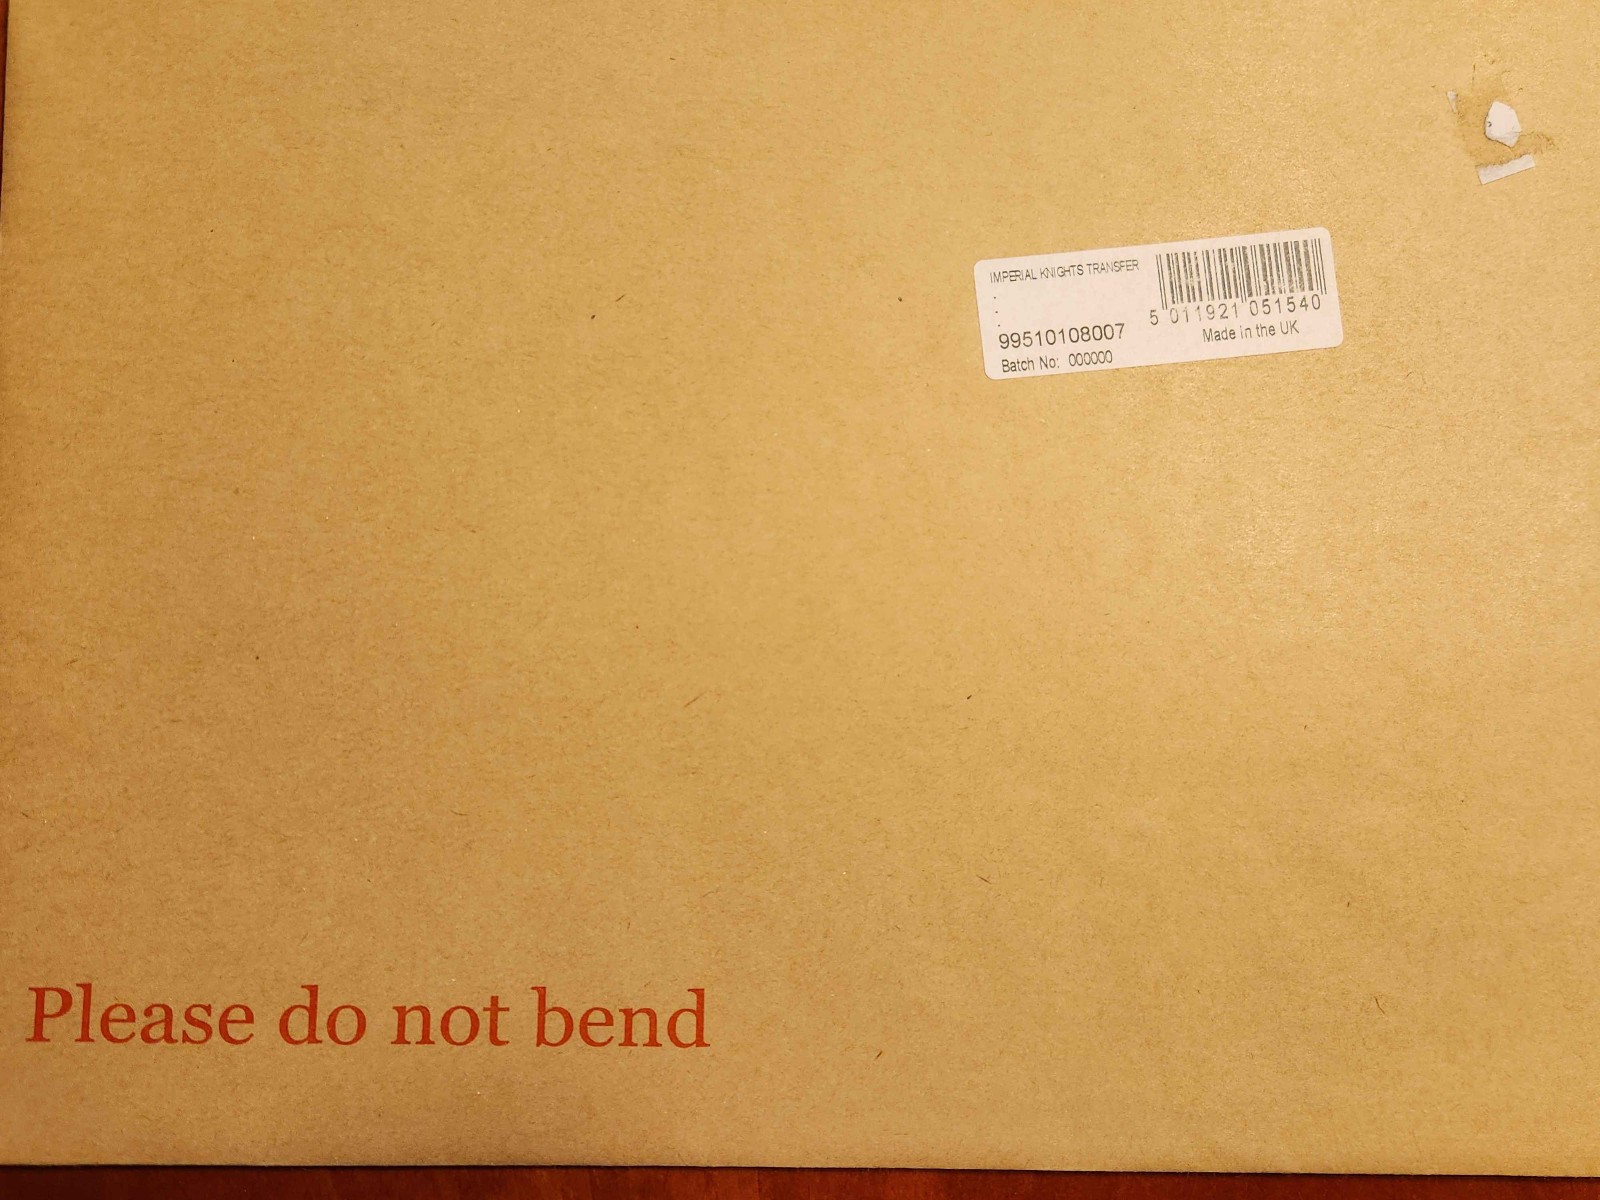 IMPERIAL KNIGHTS TRANSFER
.
.
.
99510108007
Batch No: 000000
5 011921 051540
Made in the UK
Please do not bend